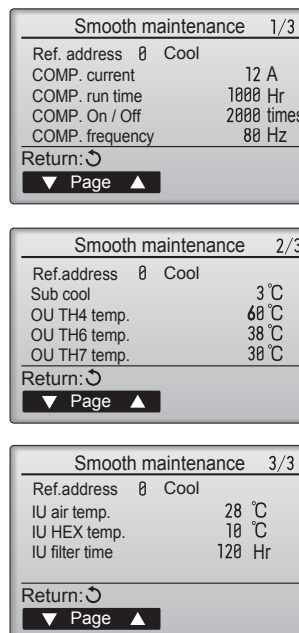 Smooth maintenance 1/3
Ref. address 0 Cool
COMP. current 12 A
COMP. run time 1000 Hr
COMP. On / Off 2000 times
COMP. frequency 80 Hz
Return:
▼ Page ▲
Smooth maintenance 2/3
Ref.address 0 Cool
Sub cool 3 °C
OU TH4 temp. 60 °C
OU TH6 temp. 38 °C
OU TH7 temp. 30 °C
Return:
▼ Page ▲
Smooth maintenance 3/3
Ref.address 0 Cool
IU air temp. 28 °C
IU HEX temp. 10 °C
IU filter time 120 Hr
Return:
▼ Page ▲